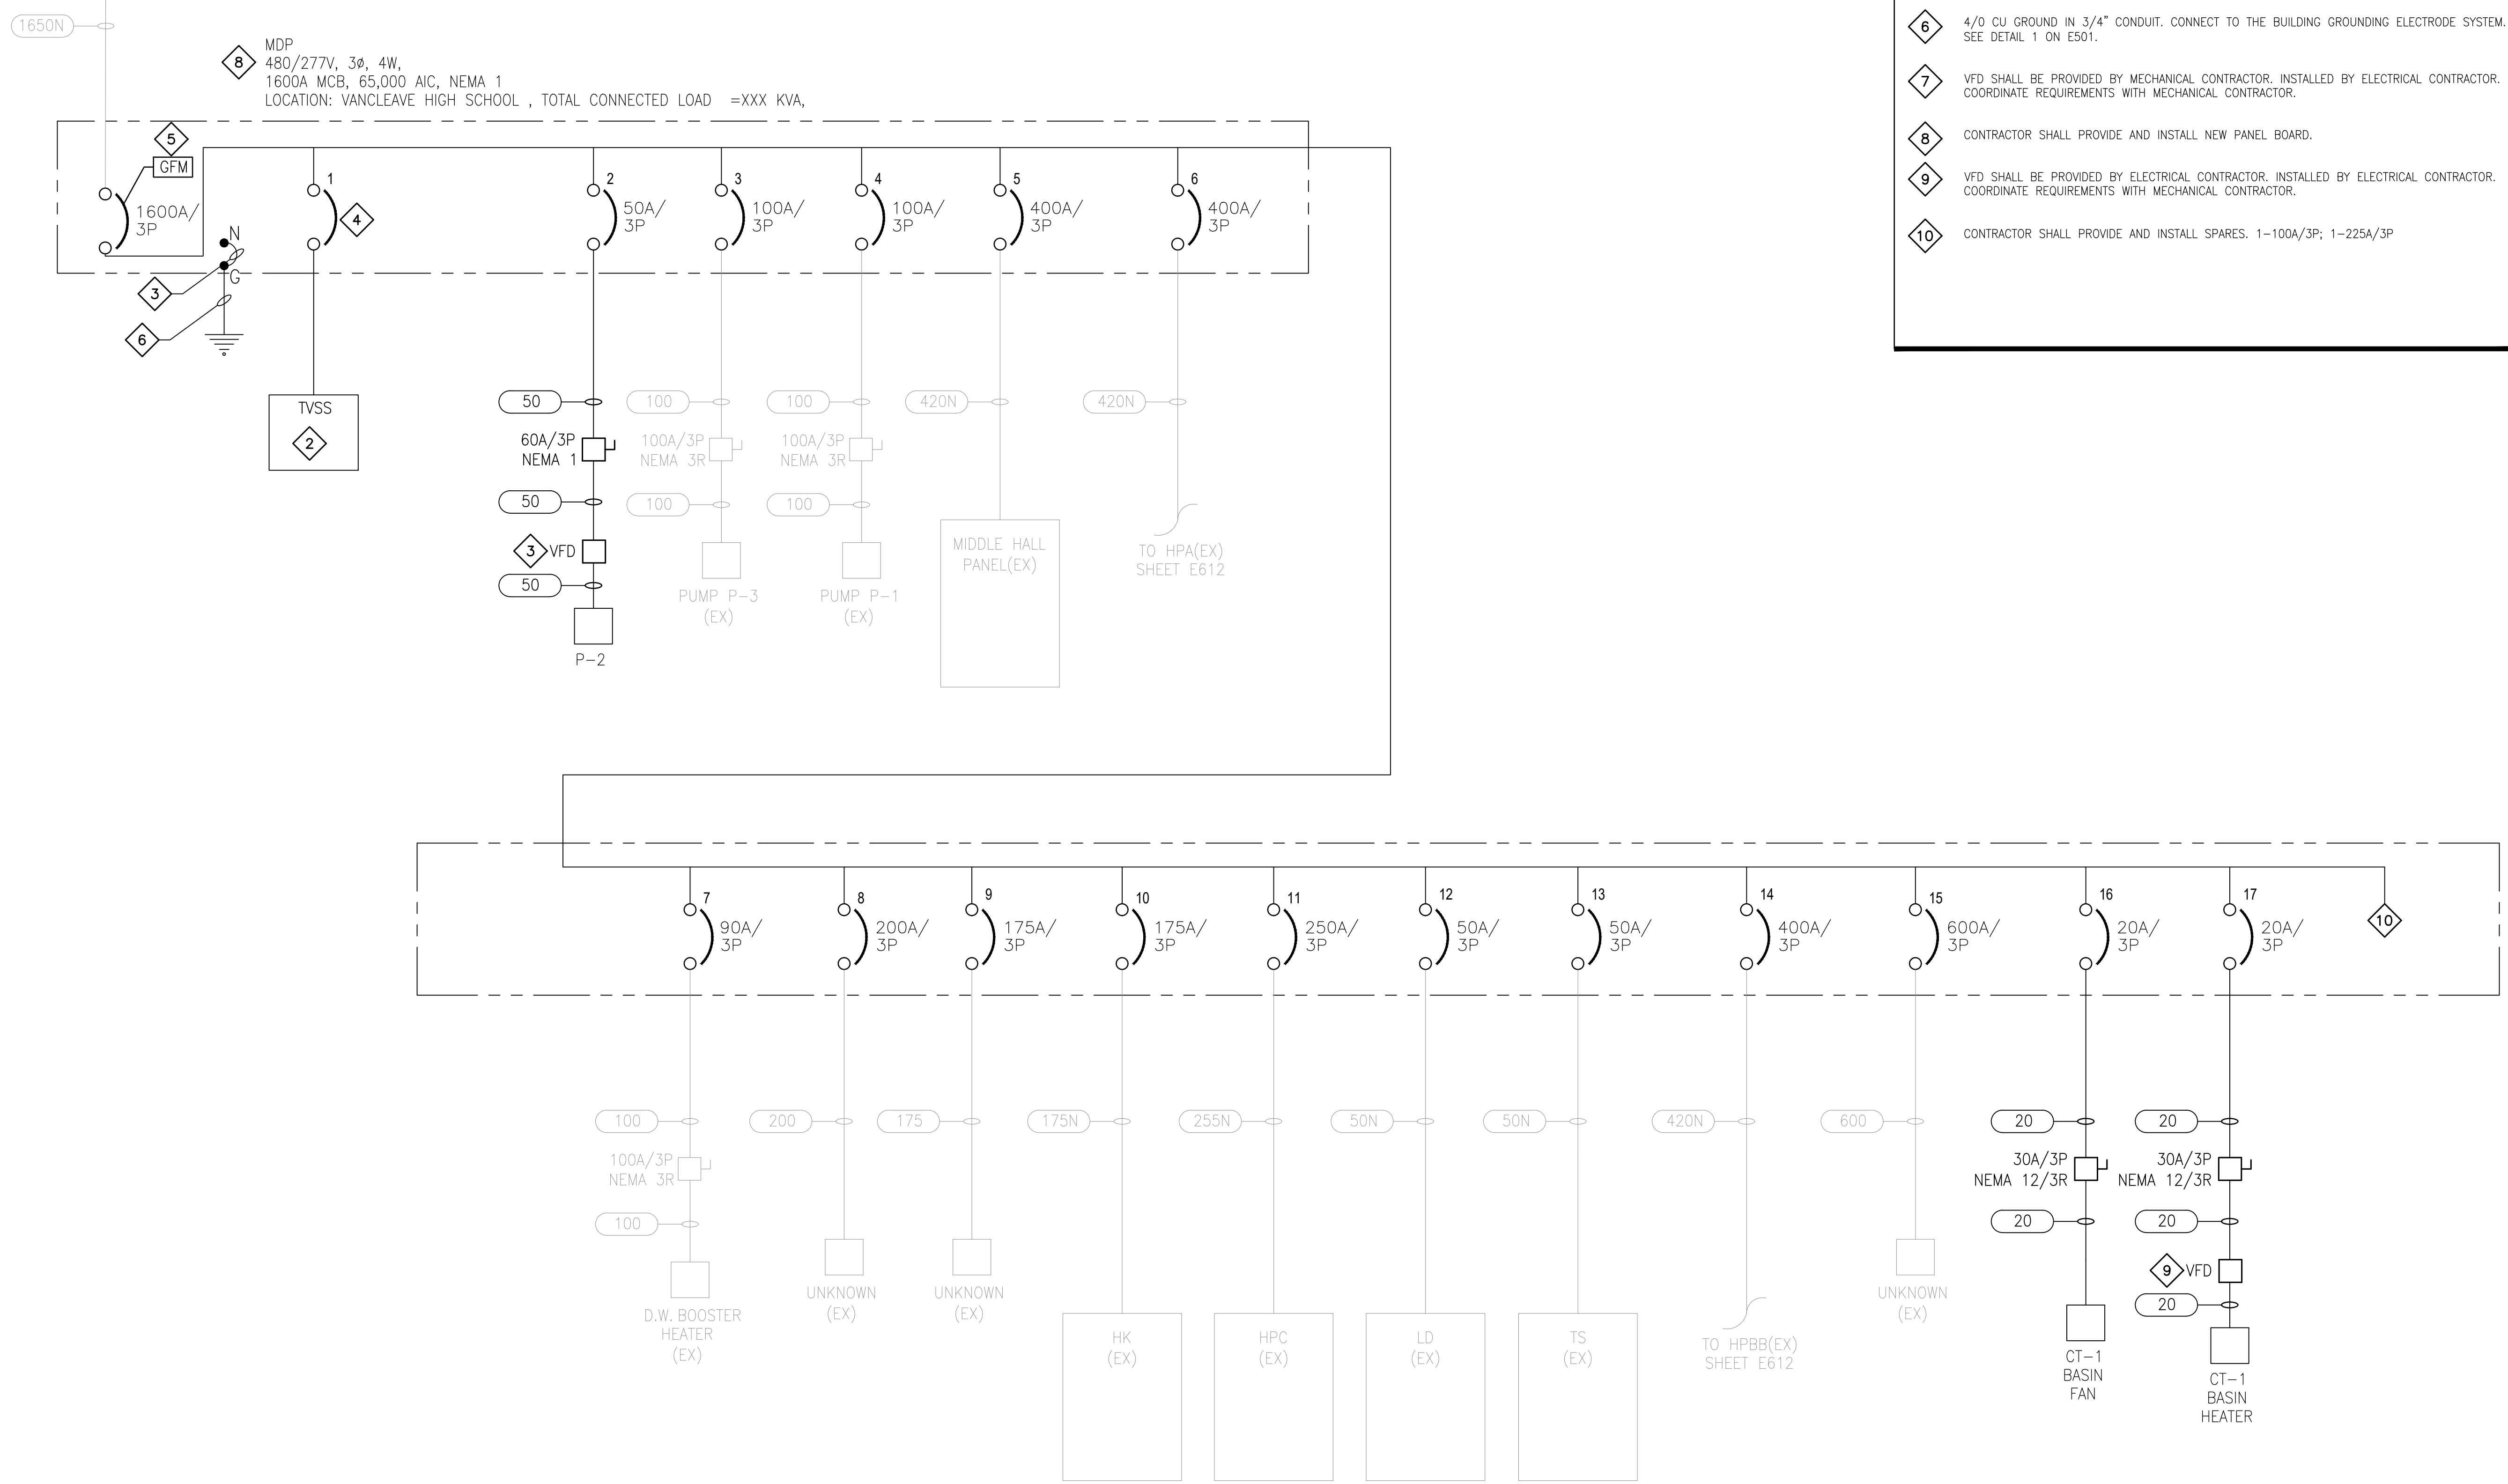 1650N
8
MDP
480/277V, 3ø, 4W,
1600A MCB, 65,000 AIC, NEMA 1
LOCATION: VANCLEAVE HIGH SCHOOL , TOTAL CONNECTED LOAD =XXX KVA,
6
4/0 CU GROUND IN 3/4" CONDUIT. CONNECT TO THE BUILDING GROUNDING ELECTRODE SYSTEM.
SEE DETAIL 1 ON E501.
7
VFD SHALL BE PROVIDED BY MECHANICAL CONTRACTOR. INSTALLED BY ELECTRICAL CONTRACTOR.
COORDINATE REQUIREMENTS WITH MECHANICAL CONTRACTOR.
8
CONTRACTOR SHALL PROVIDE AND INSTALL NEW PANEL BOARD.
9
VFD SHALL BE PROVIDED BY ELECTRICAL CONTRACTOR. INSTALLED BY ELECTRICAL CONTRACTOR.
COORDINATE REQUIREMENTS WITH MECHANICAL CONTRACTOR.
10
CONTRACTOR SHALL PROVIDE AND INSTALL SPARES. 1-100A/3P; 1-225A/3P
5
GFM
1600A/
3P
N
G
3
6
1
4
TVSS
2
2
50A/
3P
50
60A/3P
NEMA 1
50
3
VFD
50
P-2
3
100A/
3P
100
100A/3P
NEMA 3R
100
PUMP P-3
(EX)
4
100A/
3P
100
100A/3P
NEMA 3R
100
PUMP P-1
(EX)
5
400A/
3P
420N
MIDDLE HALL
PANEL(EX)
6
400A/
3P
420N
TO HPA(EX)
SHEET E612
7
90A/
3P
100
100A/3P
NEMA 3R
100
D.W. BOOSTER
HEATER
(EX)
8
200A/
3P
200
UNKNOWN
(EX)
9
175A/
3P
175
UNKNOWN
(EX)
10
175A/
3P
175N
HK
(EX)
11
250A/
3P
255N
HPC
(EX)
12
50A/
3P
50N
LD
(EX)
13
50A/
3P
50N
TS
(EX)
14
400A/
3P
420N
TO HPBB(EX)
SHEET E612
15
600A/
3P
600
UNKNOWN
(EX)
16
20A/
3P
20
30A/3P
NEMA 12/3R
20
CT-1
BASIN
FAN
17
20A/
3P
20
30A/3P
NEMA 12/3R
20
9
VFD
20
CT-1
BASIN
HEATER
10